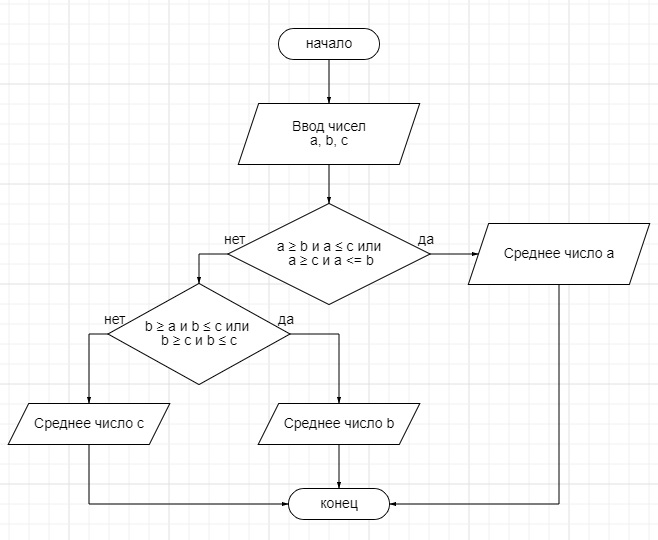 начало
Ввод чисел
a, b, c
нет
да
a ≥ b и a ≤ c или
a ≥ c и a <= b
Среднее число a
нет
да
b ≥ a и b ≤ c или
b ≥ c и b ≤ c
Среднее число c
Среднее число b
конец